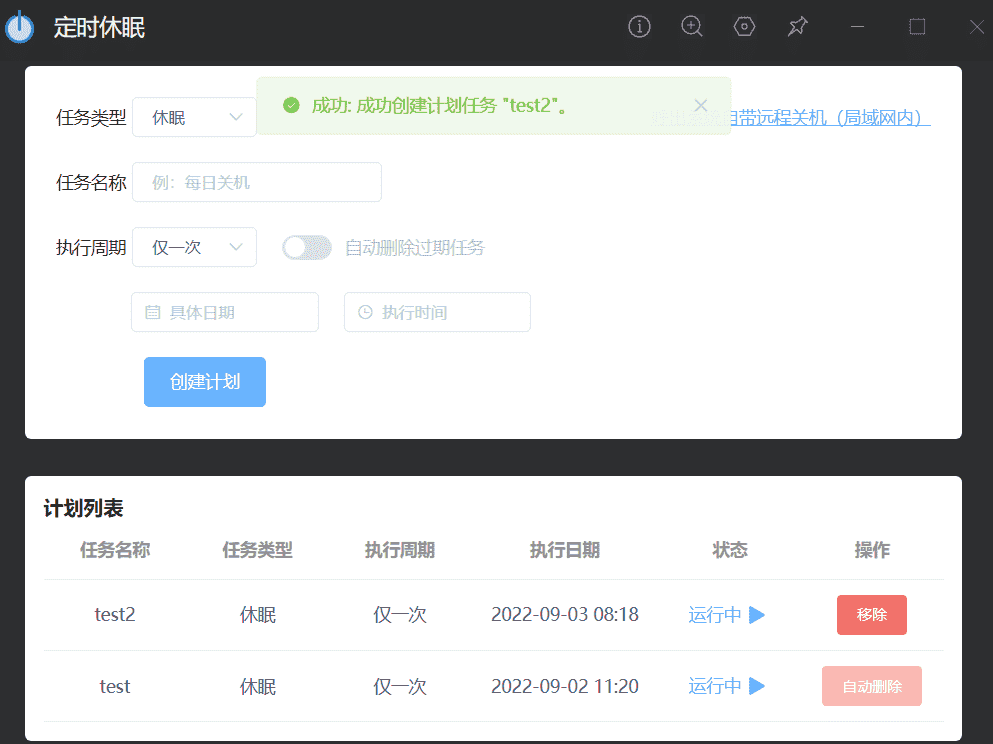 定时休眠
任务类型 休眠 成功: 成功创建计划任务 "test2"。 自带远程关机（局域网内）
任务名称 例：每日关机
执行周期 仅一次 自动删除过期任务
具体日期 执行时间
创建计划
计划列表
任务名称 任务类型 执行周期 执行日期 状态 操作
test2 休眠 仅一次 2022-09-03 08:18 运行中 移除
test 休眠 仅一次 2022-09-02 11:20 运行中 自动删除